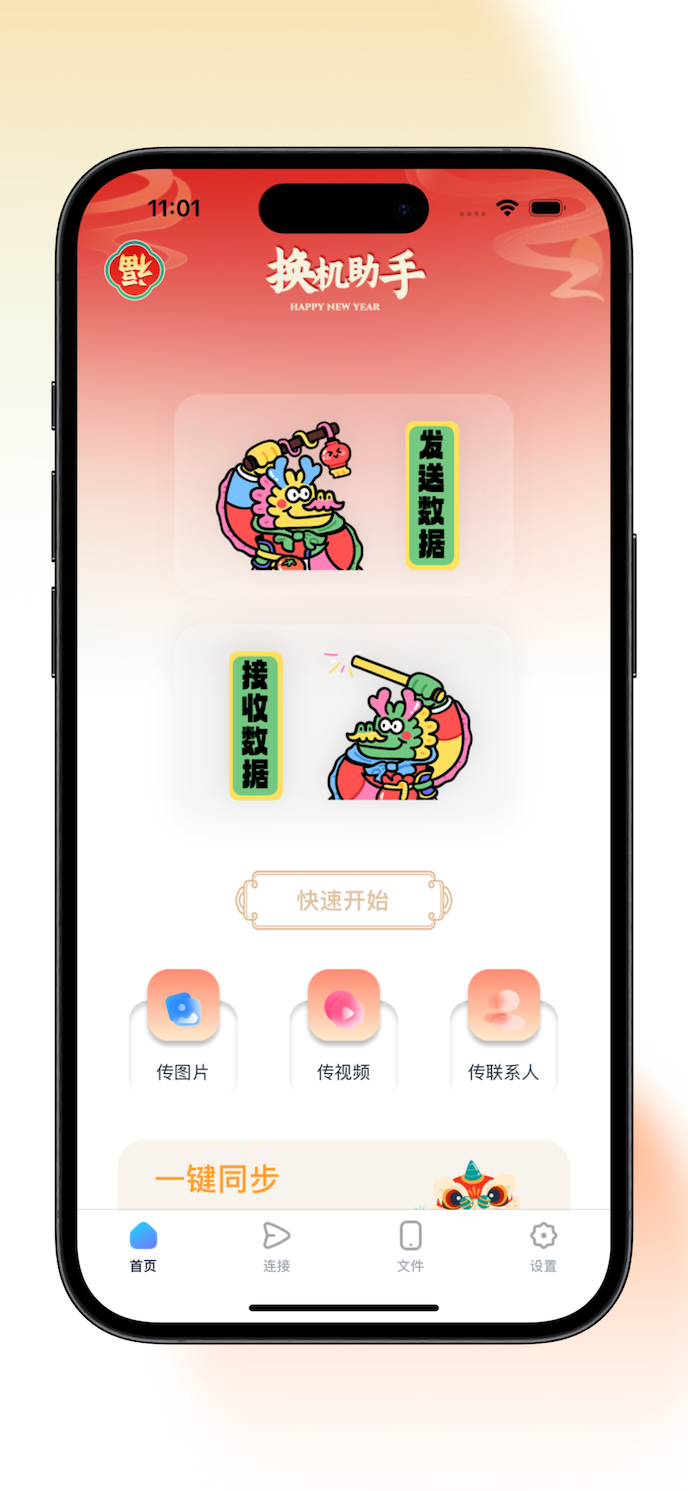 11:01
福
换机助手
HAPPY NEW YEAR
发送数据
接收数据
快速开始
传图片
传视频
传联系人
一键同步
首页
连接
文件
设置